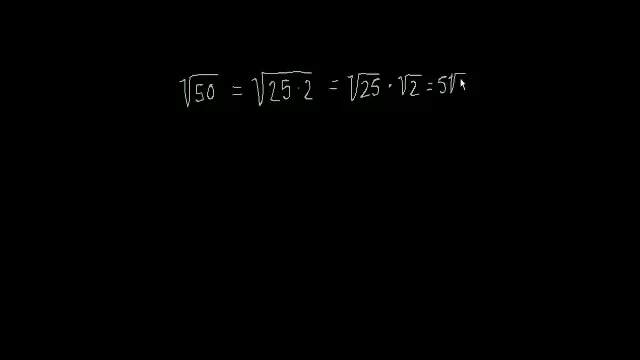 √50 = √25·2 = √25 · √2 = 5√